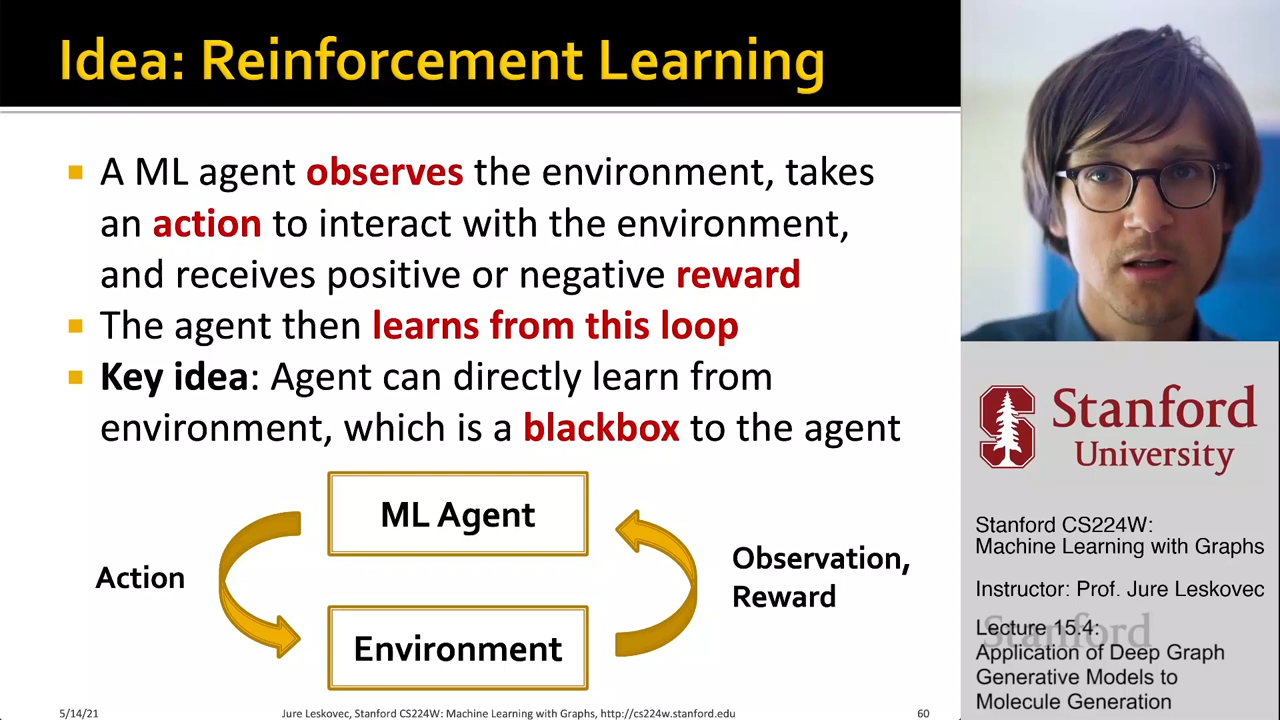 Idea: Reinforcement Learning
A ML agent observes the environment, takes
an action to interact with the environment,
and receives positive or negative reward
The agent then learns from this loop
Key idea: Agent can directly learn from
environment, which is a blackbox to the agent
ML Agent
Action
Observation,
Reward
Environment
5/14/21
Jure Leskovec, Stanford CS224W: Machine Learning with Graphs, http://cs224w.stanford.edu
60
S
Stanford
University
Stanford CS224W:
Machine Learning with Graphs
Instructor: Prof. Jure Leskovec
Stanford
Lecture 15.4:
Application of Deep Graph
Generative Models to
Molecule Generation